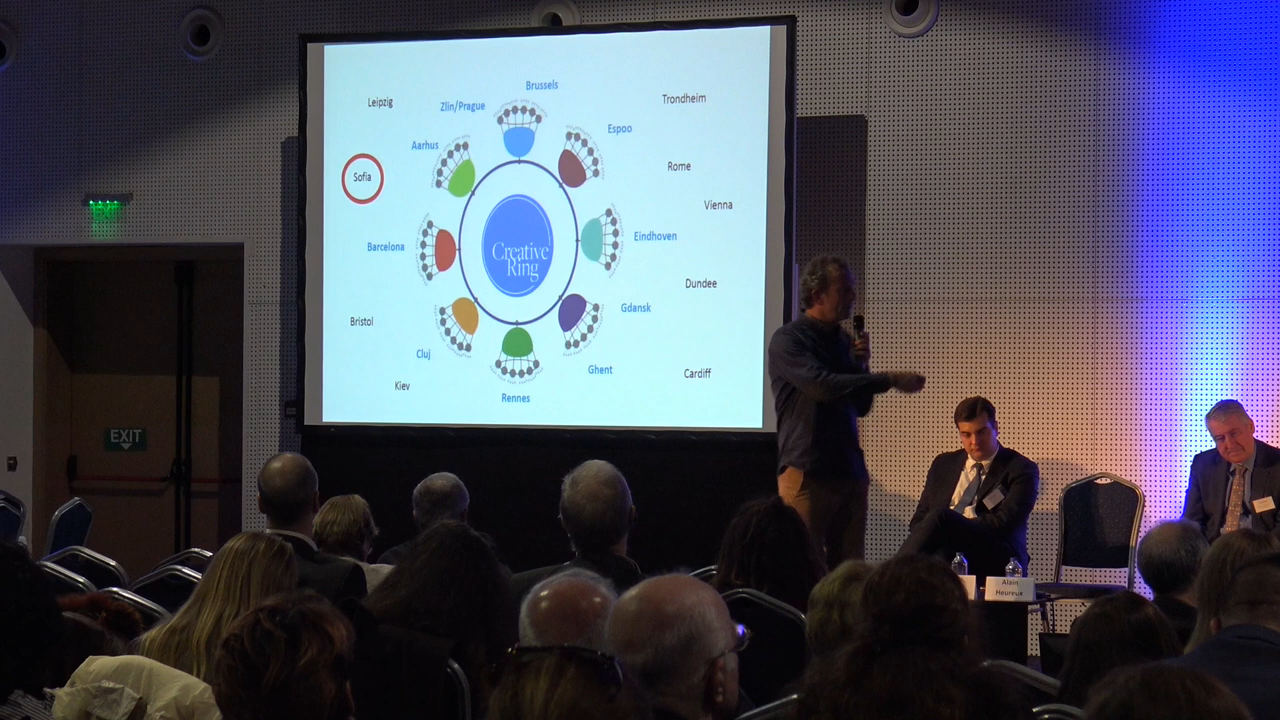 Brussels
Leipzig
Zlin/Prague
Trondheim
Espoo
Aarhus
Rome
Sofia
Vienna
Barcelona
Eindhoven
Creative
Ring
Dundee
Gdansk
Bristol
Cluj
Ghent
Cardiff
Kiev
Rennes
EXIT
EXIT
Alain
Heureux